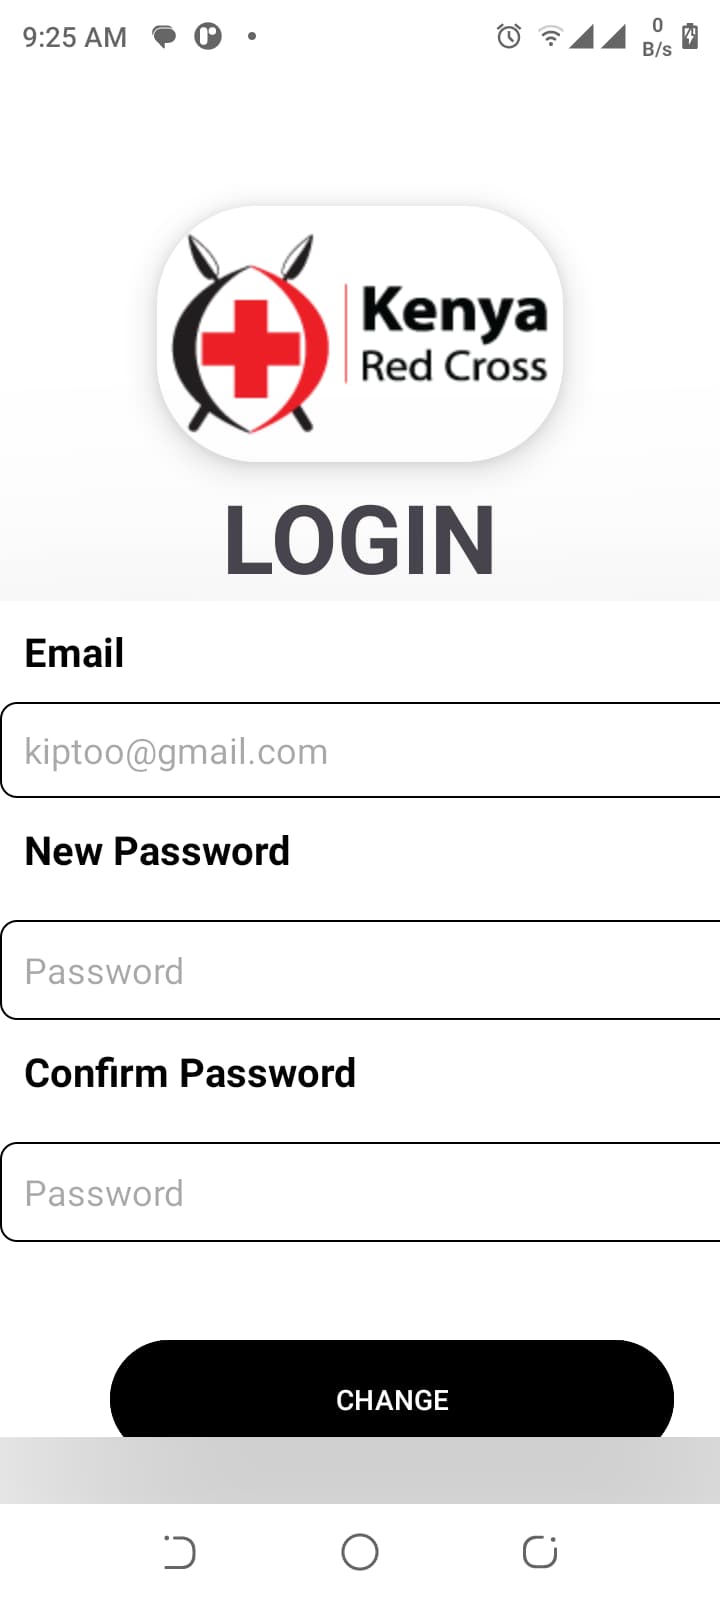 9:25 AM
0
B/s
Kenya
Red Cross
LOGIN
Email
kiptoo@gmail.com
New Password
Password
Confirm Password
Password
CHANGE